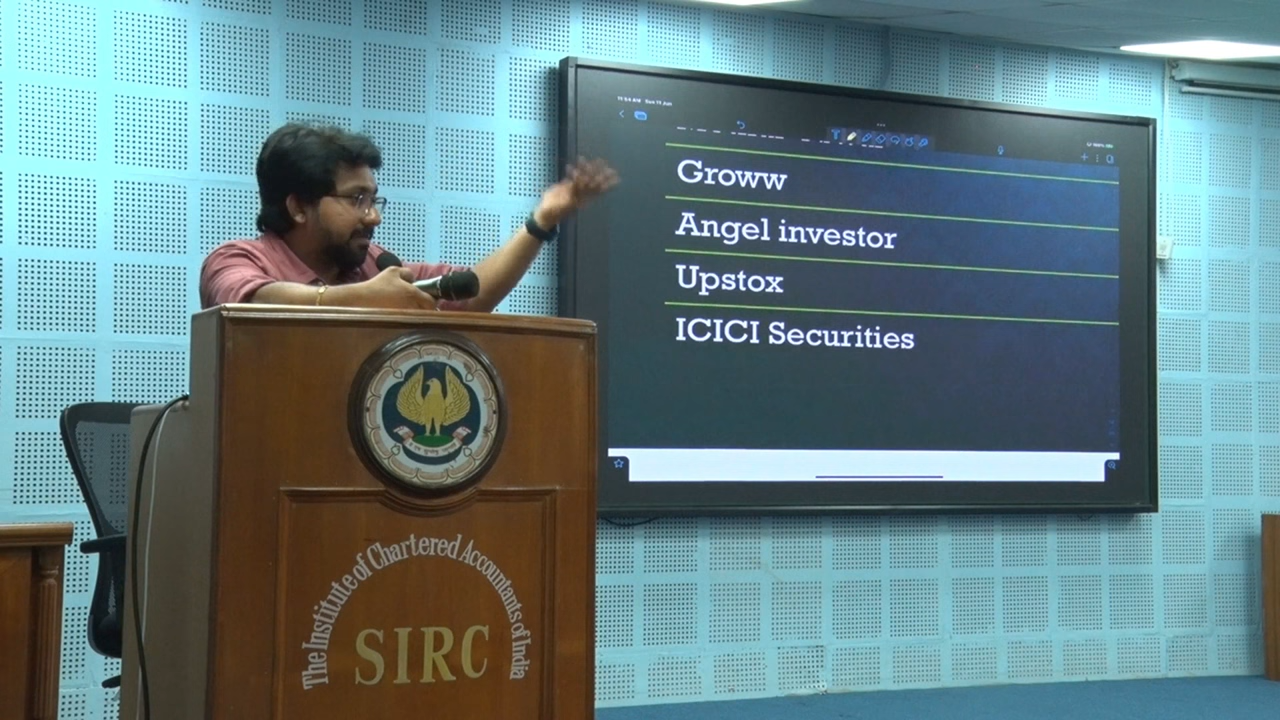 Groww
Angel investor
Upstox
ICICI Securities
The Institute of Chartered Accountants of India
SIRC